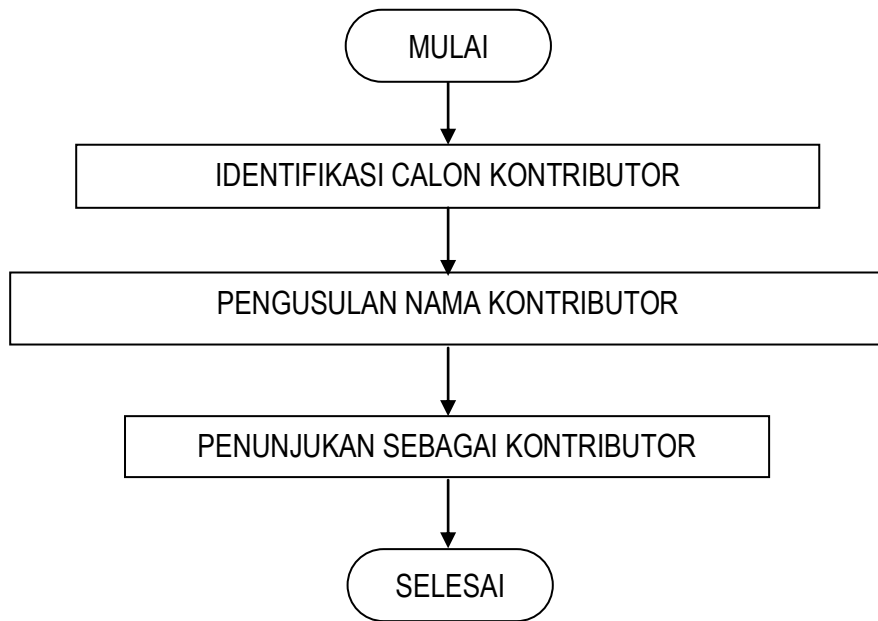 MULAI
IDENTIFIKASI CALON KONTRIBUTOR
PENGUSULAN NAMA KONTRIBUTOR
PENUNJUKAN SEBAGAI KONTRIBUTOR
SELESAI